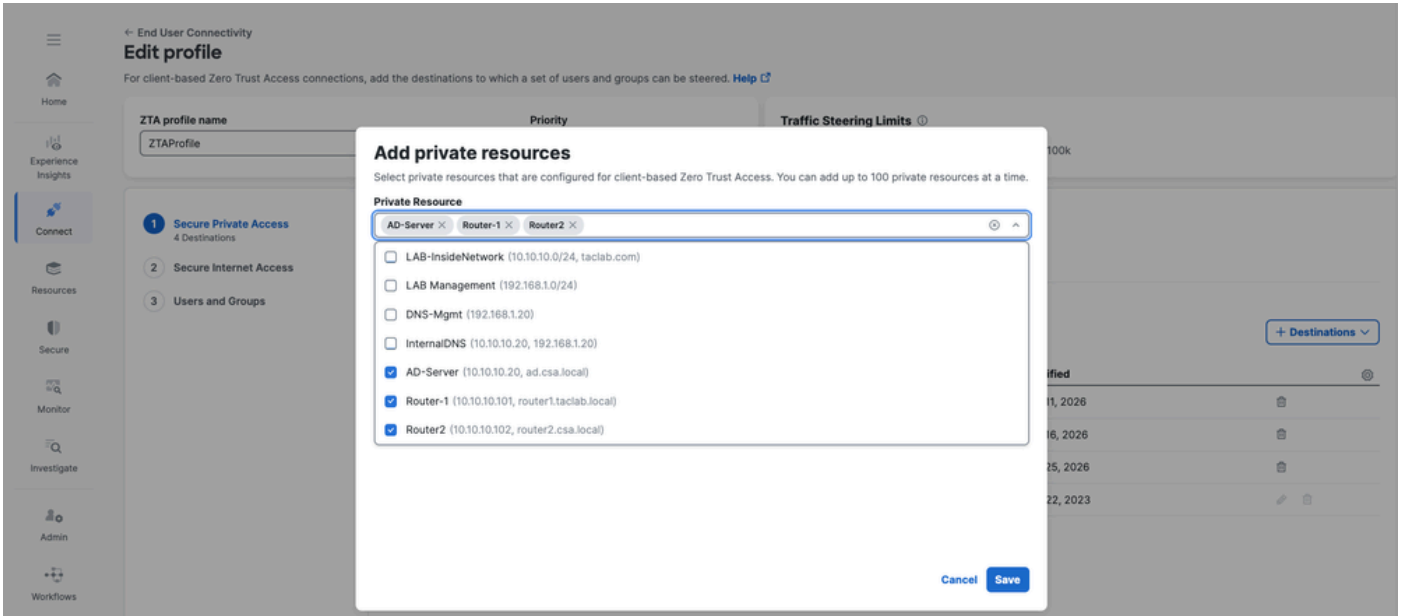 ← End User Connectivity
Edit profile
For client-based Zero Trust Access connections, add the destinations to which a set of users and groups can be steered. Help
Home
Experience
Insights
Connect
Resources
Secure
Monitor
Investigate
Admin
Workflows
ZTA profile name
Priority
ZTAProfile
Traffic Steering Limits
100k
1 Secure Private Access
4 Destinations
2 Secure Internet Access
3 Users and Groups
Add private resources
Select private resources that are configured for client-based Zero Trust Access. You can add up to 100 private resources at a time.
Private Resource
AD-Server Router-1 Router2
LAB-InsideNetwork (10.10.10.0/24, taclab.com)
LAB Management (192.168.1.0/24)
DNS-Mgmt (192.168.1.20)
InternalDNS (10.10.10.20, 192.168.1.20)
AD-Server (10.10.10.20, ad.csa.local)
Router-1 (10.10.10.101, router1.taclab.local)
Router2 (10.10.10.102, router2.csa.local)
Cancel Save
+ Destinations
ified
11, 2026
16, 2026
25, 2026
22, 2023